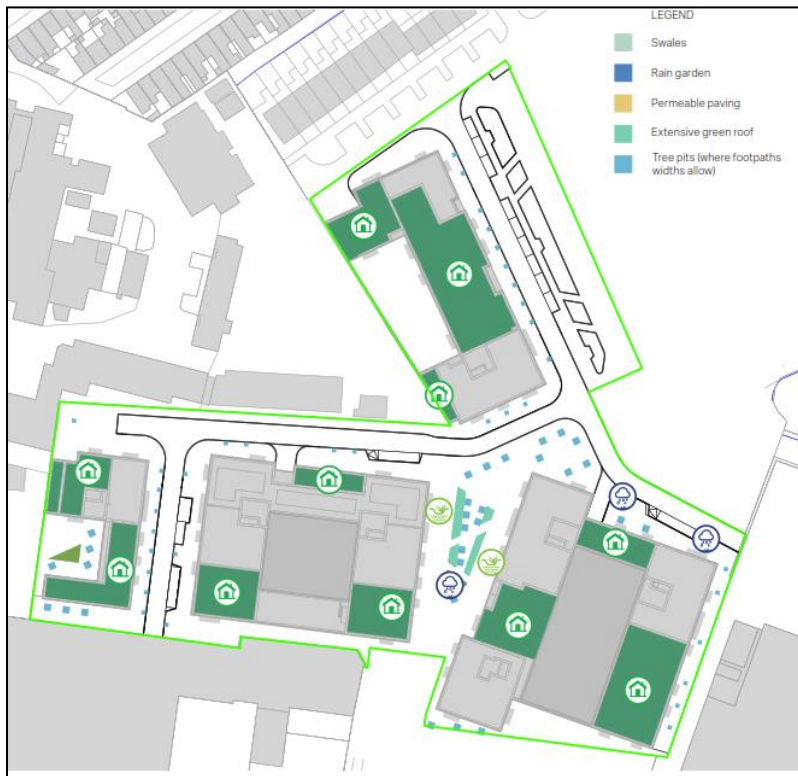 LEGEND
Swales
Rain garden
Permeable paving
Extensive green roof
Tree pits (where footpaths
widths allow)